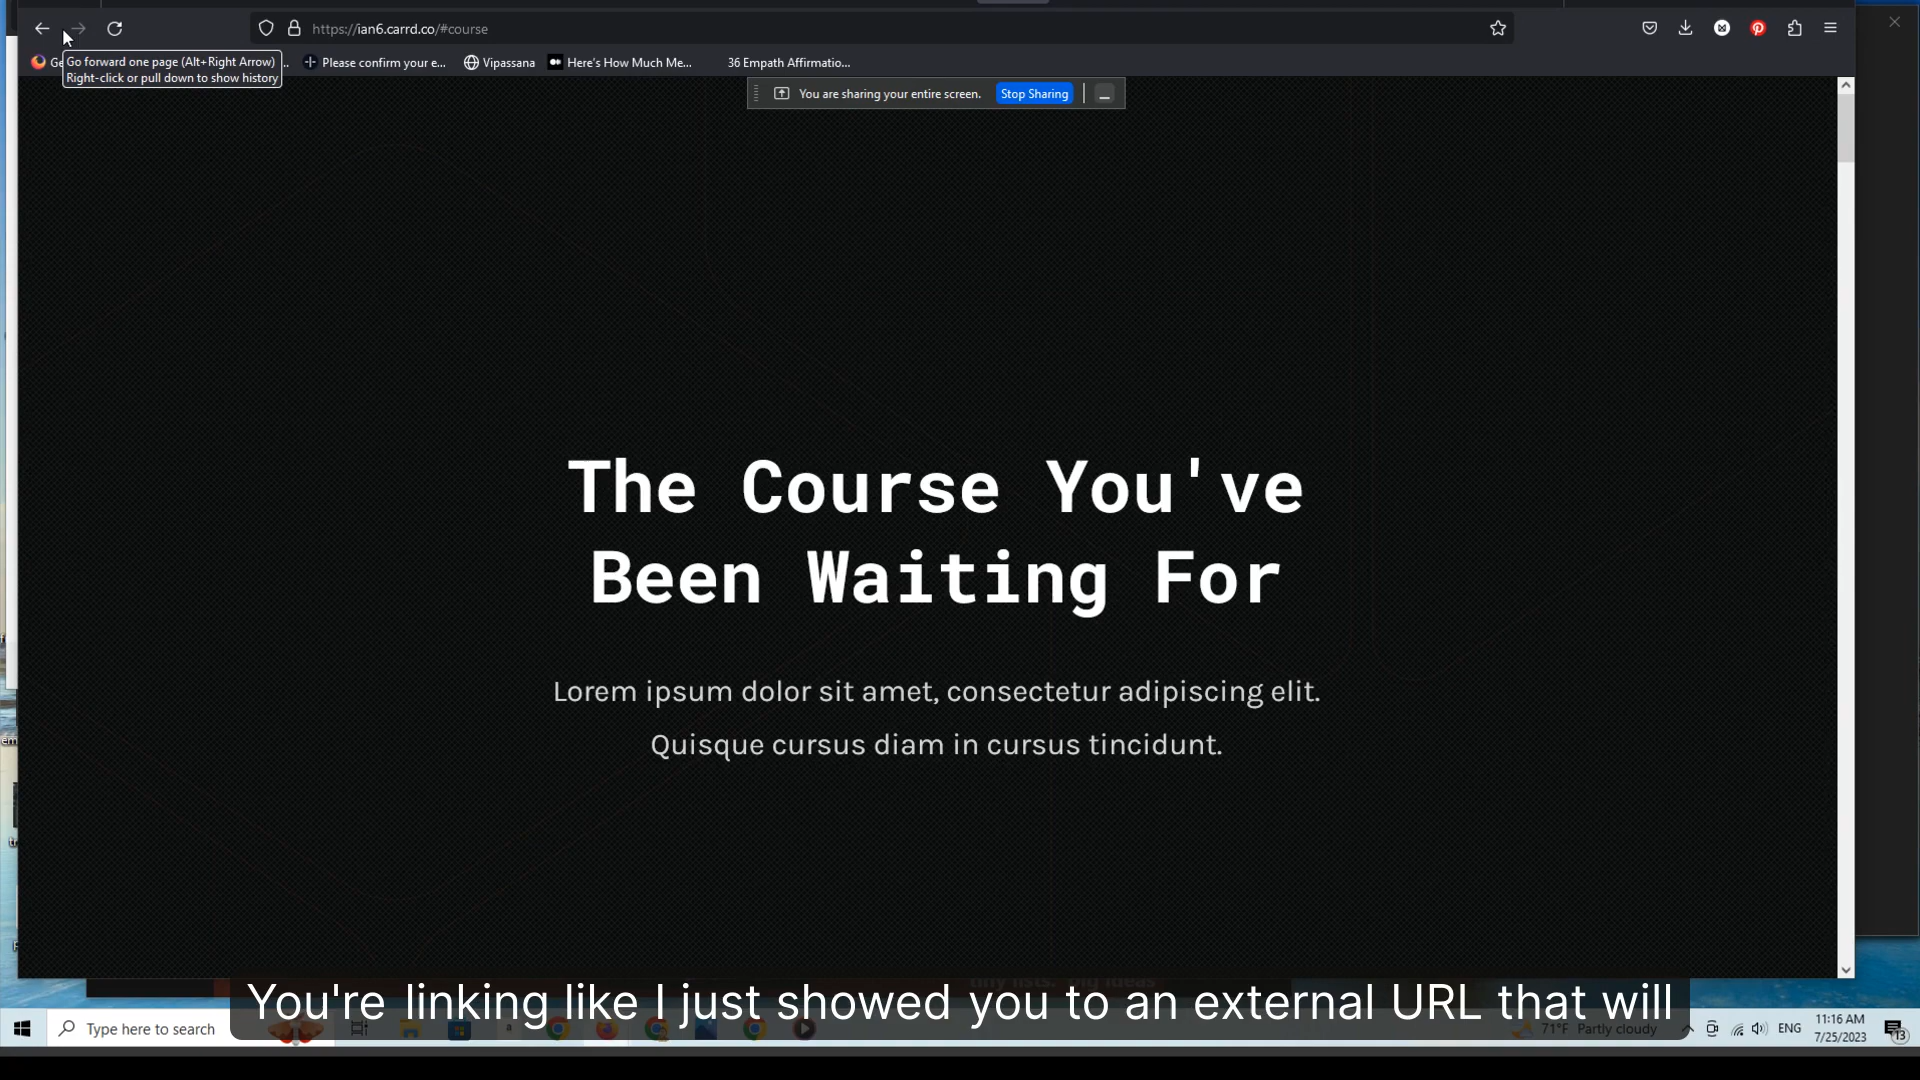 https://ian6.carrd.co/#course
Ge
Go forward one page (Alt+Right Arrow)
Right-click or pull down to show history
Please confirm your e...
Vipassana
Here's How Much Me...
36 Empath Affirmatio...
You are sharing your entire screen.
Stop Sharing
The Course You've
Been Waiting For
Lorem ipsum dolor sit amet, consectetur adipiscing elit.
Quisque cursus diam in cursus tincidunt.
You're linking like I just showed you to an external URL that will
Type here to search
71°F Partly cloudy
ENG
11:16 AM
7/25/2023
13